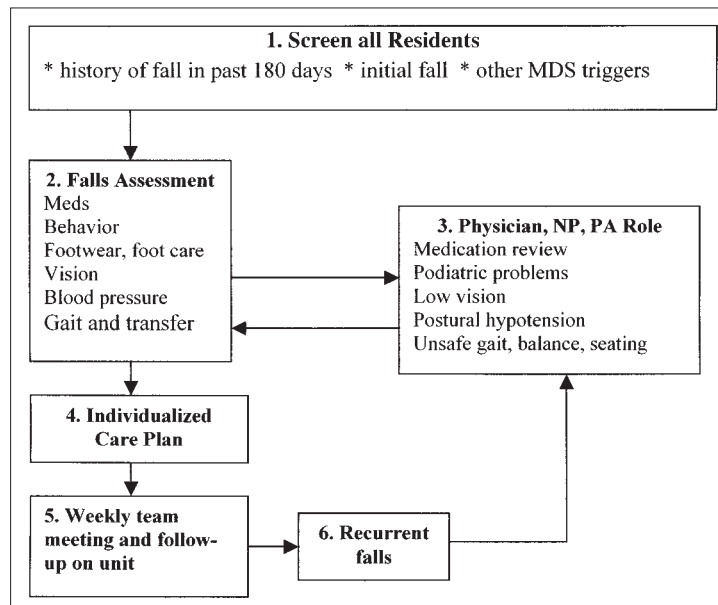 1. Screen all Residents
* history of fall in past 180 days * initial fall * other MDS triggers
2. Falls Assessment
Meds
Behavior
Footwear, foot care
Vision
Blood pressure
Gait and transfer
3. Physician, NP, PA Role
Medication review
Podiatric problems
Low vision
Postural hypotension
Unsafe gait, balance, seating
4. Individualized
Care Plan
5. Weekly team
meeting and follow-
up on unit
6. Recurrent
falls